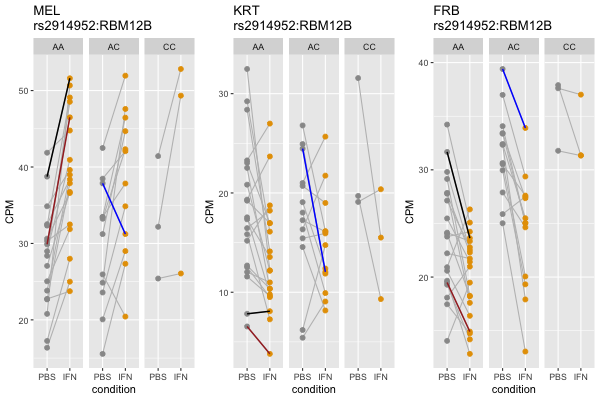 MEL
rs2914952:RBM12B
AA AC CC
CPM
50
40
30
20
PBS IFN PBS IFN PBS IFN
condition
KRT
rs2914952:RBM12B
AA AC CC
CPM
30
20
10
PBS IFN PBS IFN PBS IFN
condition
FRB
rs2914952:RBM12B
AA AC CC
CPM
40
30
20
PBS IFN PBS IFN PBS IFN
condition